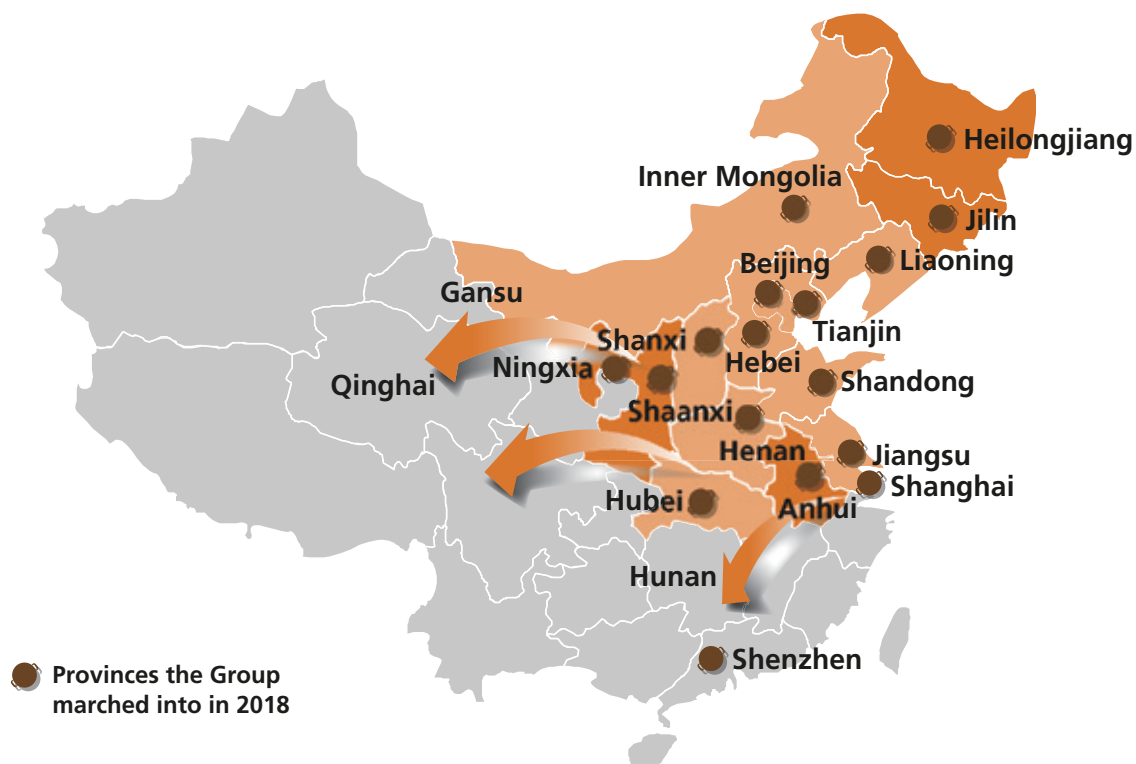 Heilongjiang
Inner Mongolia
Jilin
Beijing
Liaoning
Gansu
Tianjin
Shanxi
Hebei
Ningxia
Qinghai
Shandong
Shaanxi
Henan
Jiangsu
Shanghai
Hubei
Anhui
Hunan
Shenzhen
Provinces the Group
marched into in 2018